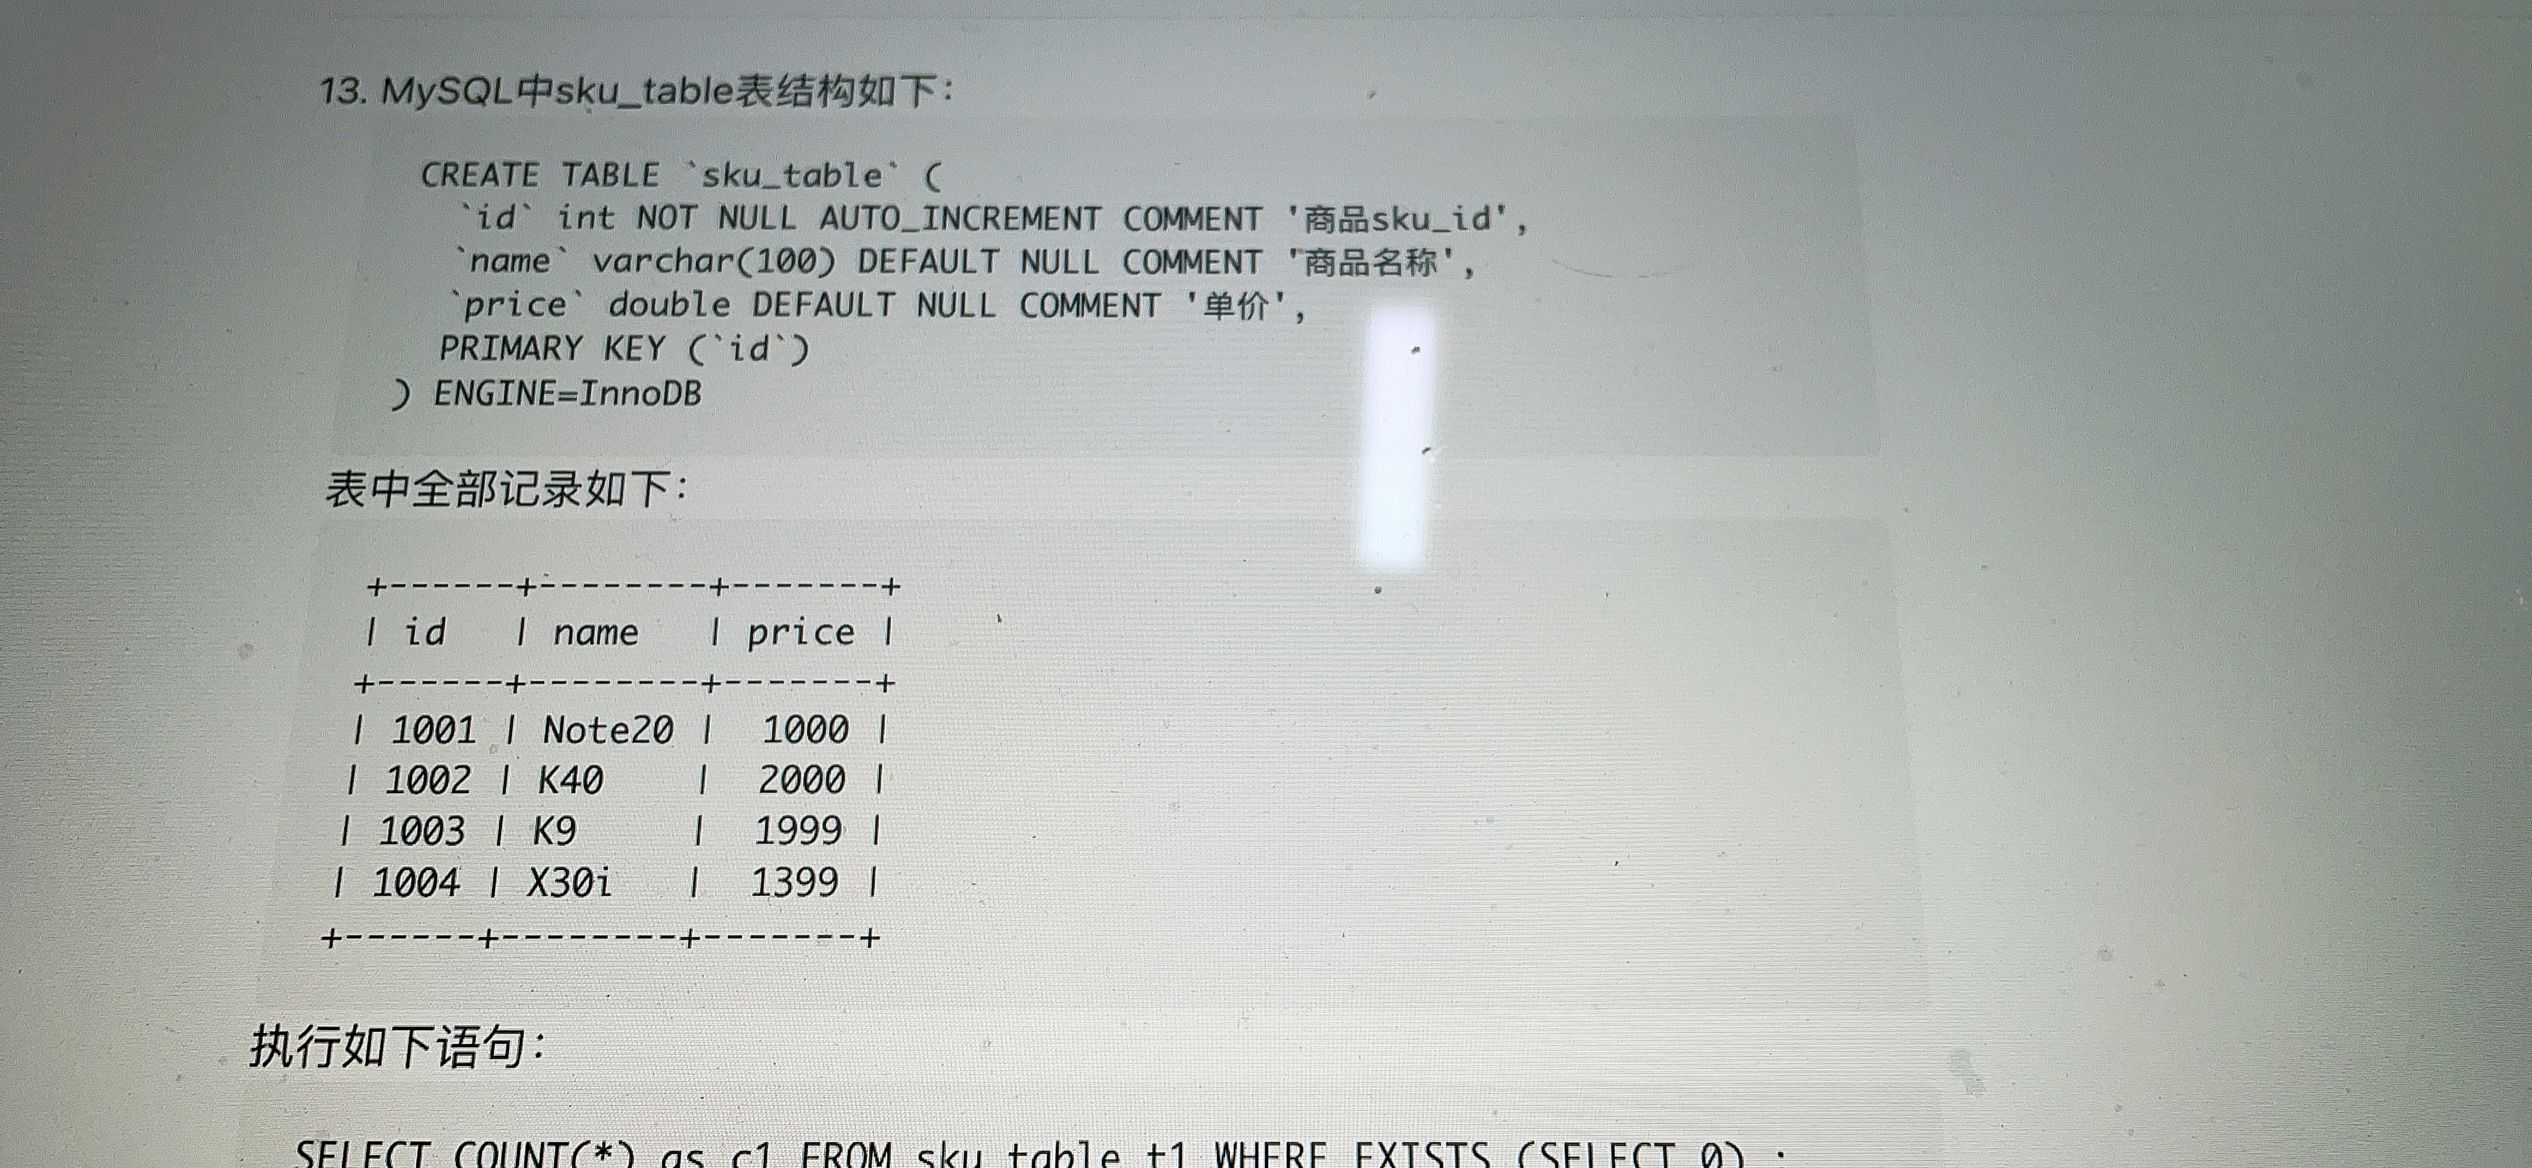 13. MySQL中sku_table表结构如下：
CREATE TABLE `sku_table` (
`id` int NOT NULL AUTO_INCREMENT COMMENT '商品sku_id',
`name` varchar(100) DEFAULT NULL COMMENT '商品名称',
`price` double DEFAULT NULL COMMENT '单价',
PRIMARY KEY (`id`)
) ENGINE=InnoDB
表中全部记录如下：
+------+--------+-------+
| id   | name   | price |
+------+--------+-------+
| 1001 | Note20 |  1000 |
| 1002 | K40    |  2000 |
| 1003 | K9     |  1999 |
| 1004 | X30i   |  1399 |
+------+--------+-------+
执行如下语句：
SELECT COUNT(*) as c1 FROM sku_table t1 WHERE EXISTS (SELECT 0) ;